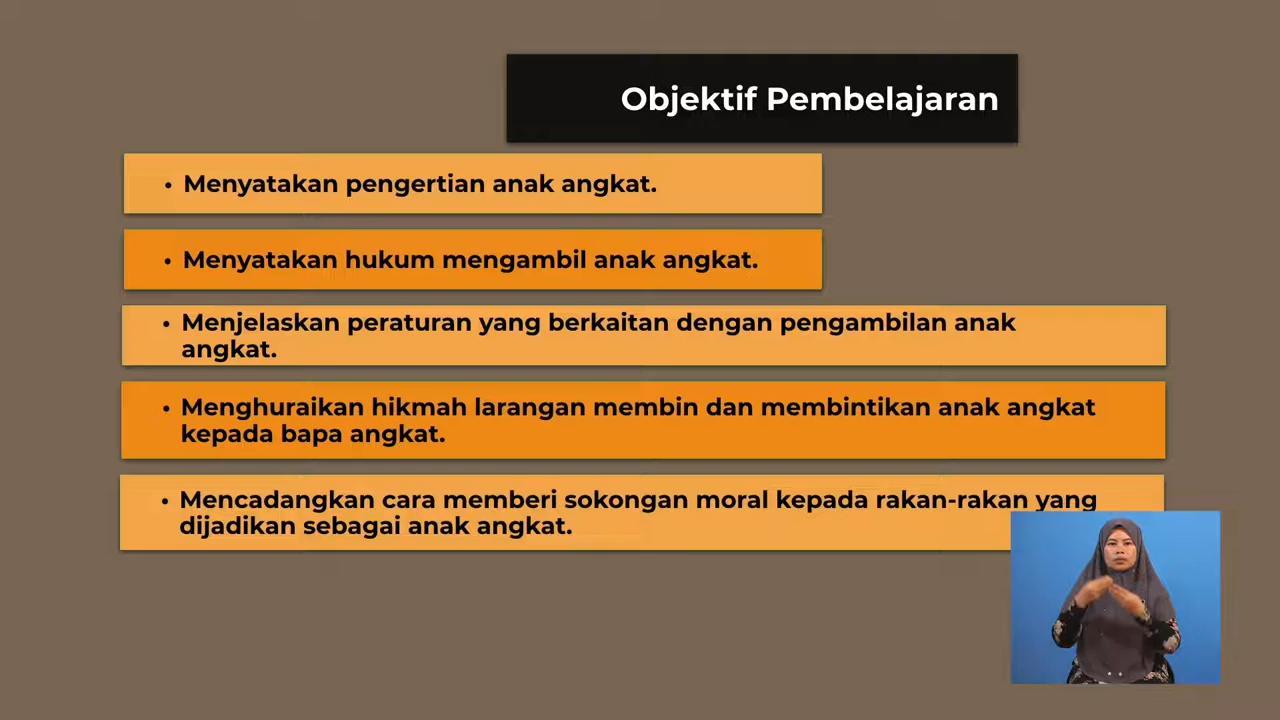 Objektif Pembelajaran
• Menyatakan pengertian anak angkat.
• Menyatakan hukum mengambil anak angkat.
• Menjelaskan peraturan yang berkaitan dengan pengambilan anak
angkat.
• Menghuraikan hikmah larangan membin dan membintikan anak angkat
kepada bapa angkat.
• Mencadangkan cara memberi sokongan moral kepada rakan-rakan yang
dijadikan sebagai anak angkat.